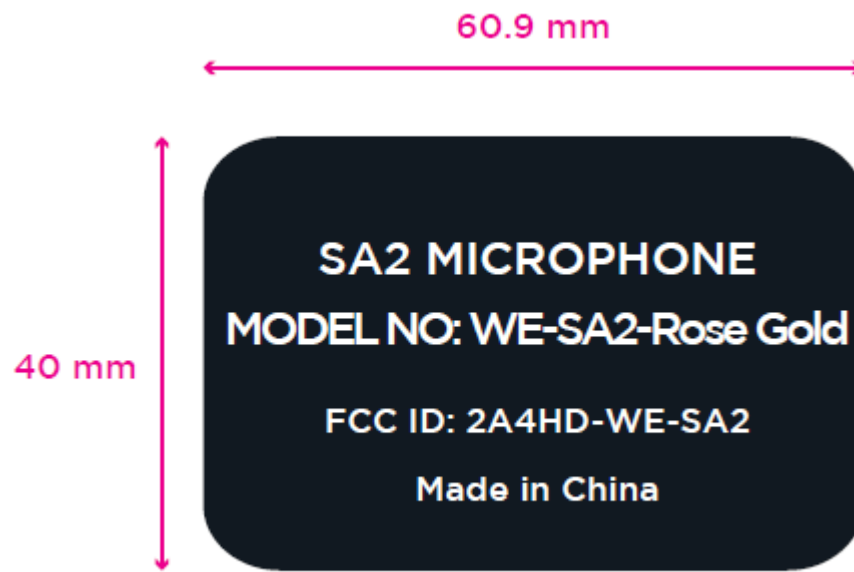 60.9 mm
SA2 MICROPHONE
MODEL NO: WE-SA2-Rose Gold
40 mm
FCC ID: 2A4HD-WE-SA2
Made in China